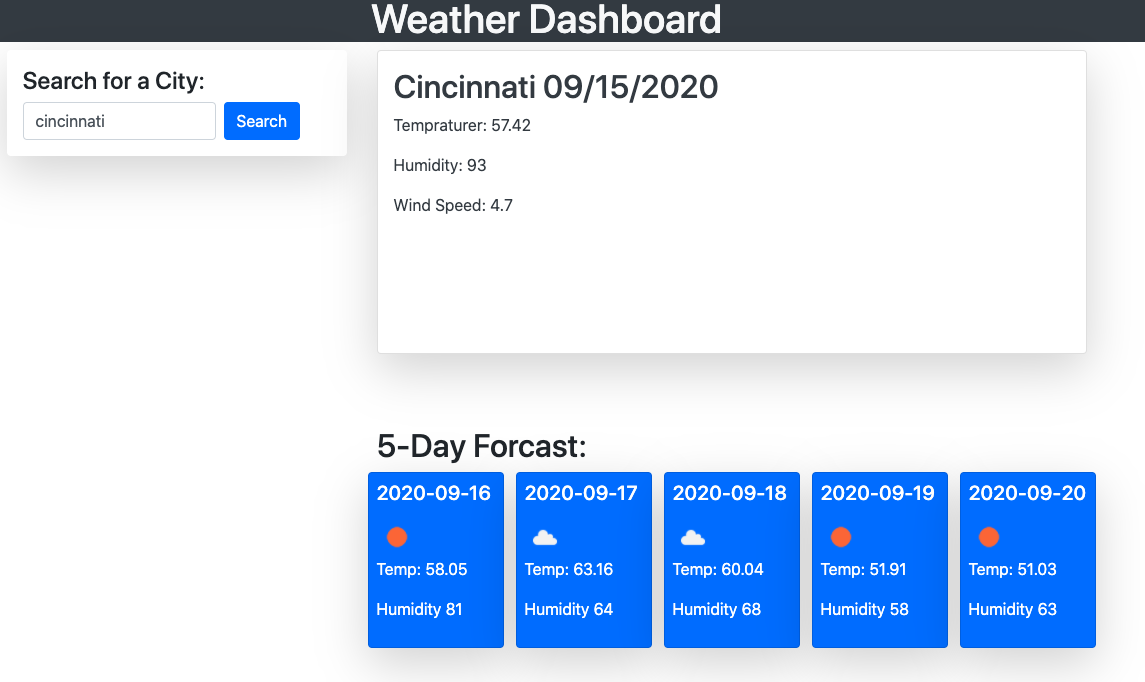 Weather Dashboard
Search for a City:
cincinnati
Search
Cincinnati 09/15/2020
Tempraturer: 57.42
Humidity: 93
Wind Speed: 4.7
5-Day Forcast:
2020-09-16
Temp: 58.05
Humidity 81
2020-09-17
Temp: 63.16
Humidity 64
2020-09-18
Temp: 60.04
Humidity 68
2020-09-19
Temp: 51.91
Humidity 58
2020-09-20
Temp: 51.03
Humidity 63